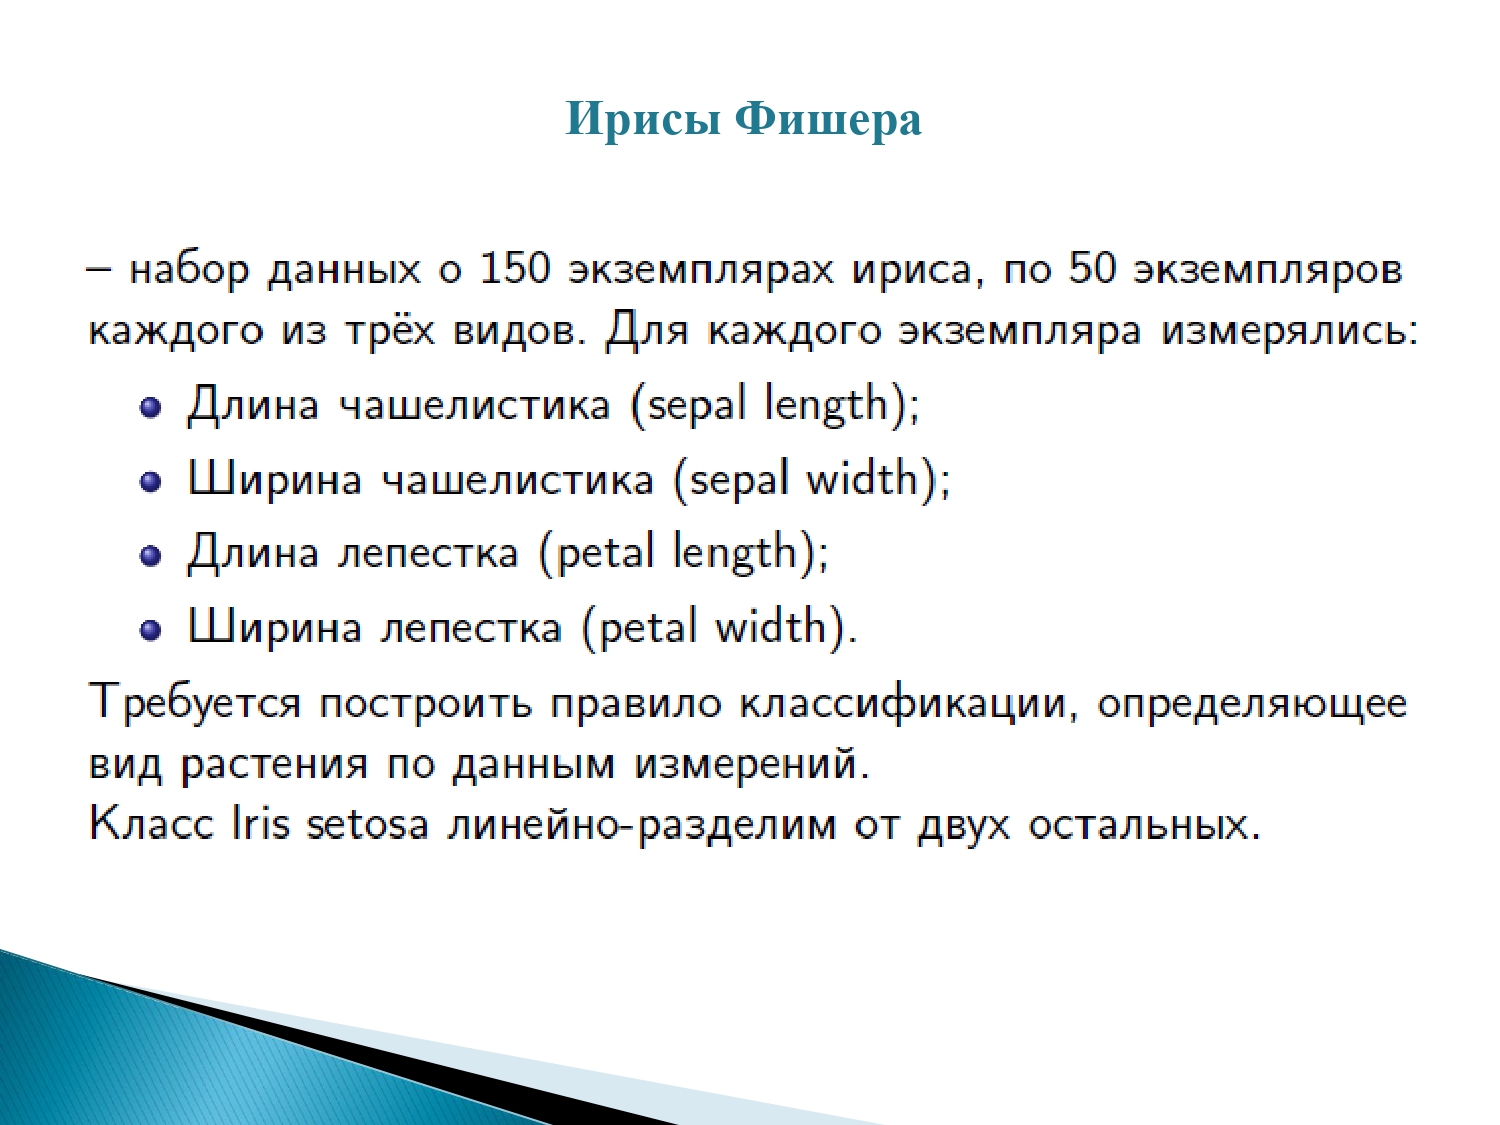 Ирисы Фишера
– набор данных о 150 экземплярах ириса, по 50 экземпляров
каждого из трёх видов. Для каждого экземпляра измерялись:
Длина чашелистика (sepal length);
Ширина чашелистика (sepal width);
Длина лепестка (petal length);
Ширина лепестка (petal width).
Требуется построить правило классификации, определяющее
вид растения по данным измерений.
Класс Iris setosa линейно-разделим от двух остальных.